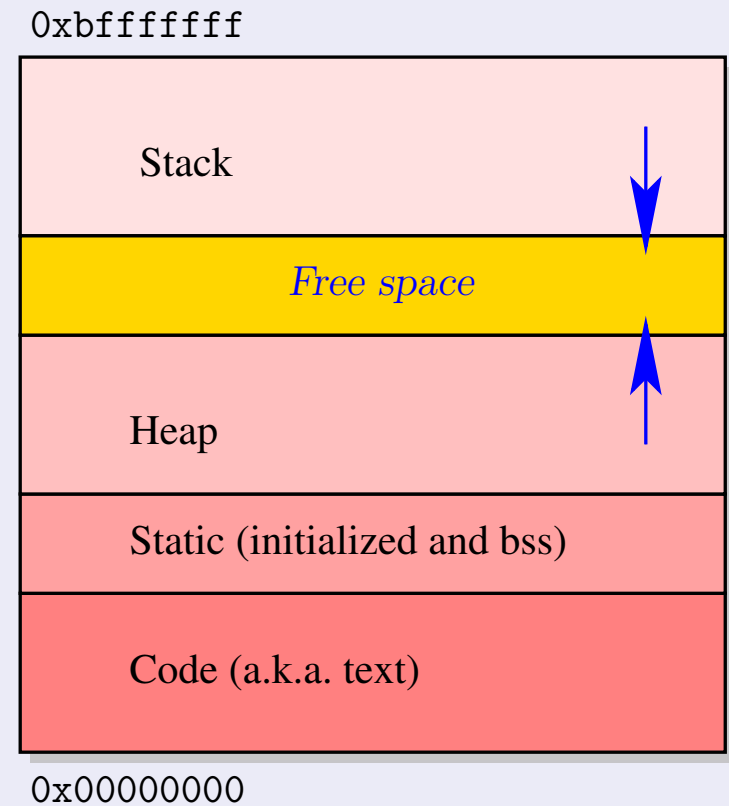 0xbfffffff
Stack
Free space
Heap
Static (initialized and bss)
Code (a.k.a. text)
0x00000000